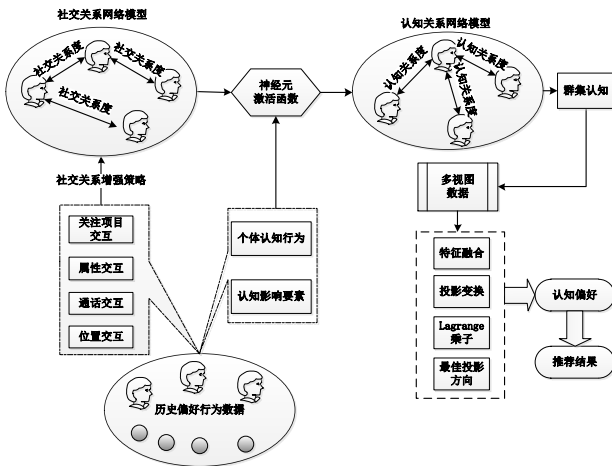 社交关系网络模型
认知关系网络模型
社交关系度
社交关系度
社交关系度
神经元
激活函数
认知关系度
认知关系度
认知关系度
群集认知
社交关系增强策略
多视图
数据
关注项目
交互
属性交互
通话交互
位置交互
个体认知行为
认知影响要素
特征融合
投影变换
Lagrange
乘子
最佳投影
方向
认知偏好
推荐结果
历史偏好行为数据